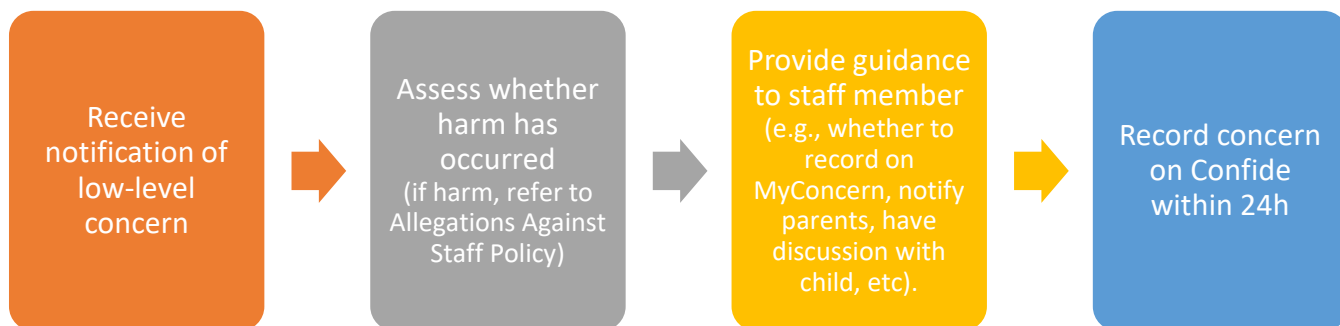 Receive
notification of
low-level
concern
Assess whether
harm has
occurred
(if harm, refer to
Allegations Against
Staff Policy)
Provide guidance
to staff member
(e.g., whether to
record on
MyConcern, notify
parents, have
discussion with
child, etc).
Record concern
on Confide
within 24h